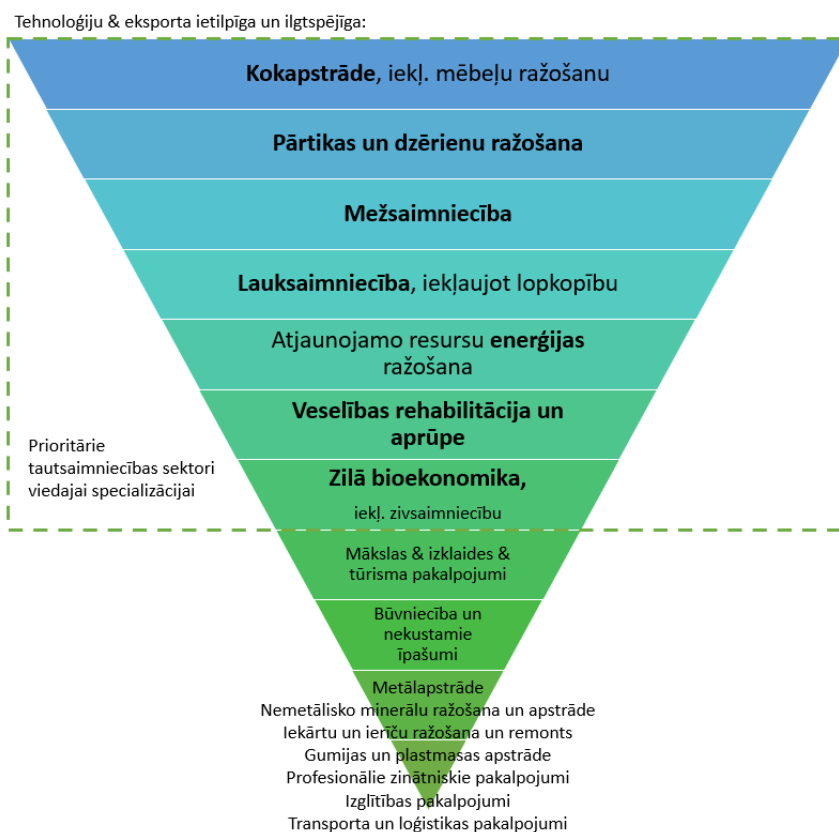 Tehnoloģiju & eksporta ietilpīga un ilgtspējīga:
Kokapstrāde, iekļ. mēbeļu ražošanu
Pārtikas un dzērienu ražošana
Mežsaimniecība
Lauksaimniecība, iekļaujot lopkopību
Atjaunojamo resursu enerģijas
ražošana
Veselības rehabilitācija un
aprūpe
Zilā bioekonomika,
iekļ. zivsaimniecību
Prioritārie
tautsaimniecības sektori
viedajai specializācijai
Mākslas & izklaides &
tūrisma pakalpojumi
Būvniecība un
nekustamie
īpašumi
Metālapstrāde
Nemetālisko minerālu ražošana un apstrāde
Iekārtu un ierīču ražošana un remonts
Gumijas un plastmasas apstrāde
Profesionālie zinātniskie pakalpojumi
Izglītības pakalpojumi
Transporta un loģistikas pakalpojumi